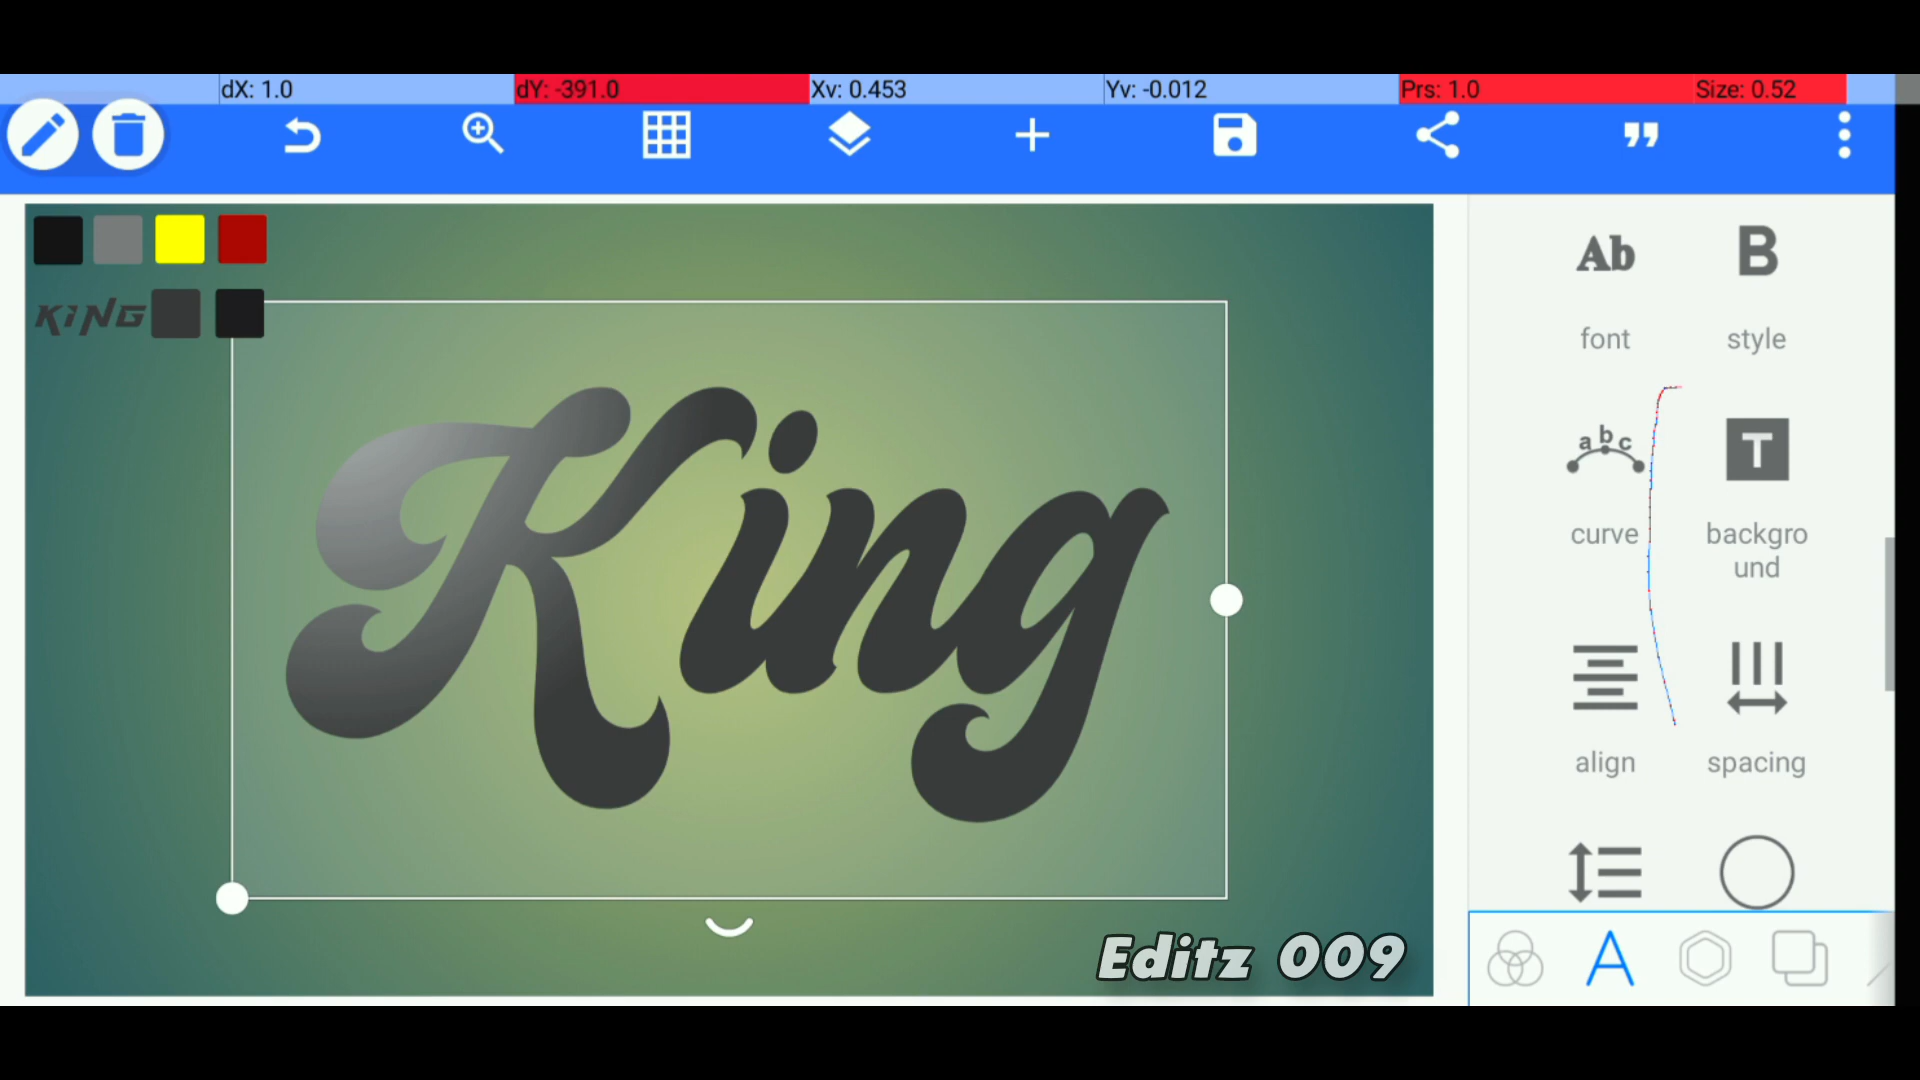 dX: 1.0 dY: -391.0 Xv: 0.453 Yv: -0.012 Prs: 1.0 Size: 0.52
KING
King
Editz 009
Ab B
font style
a b c T
curve backgro
und
align spacing
A